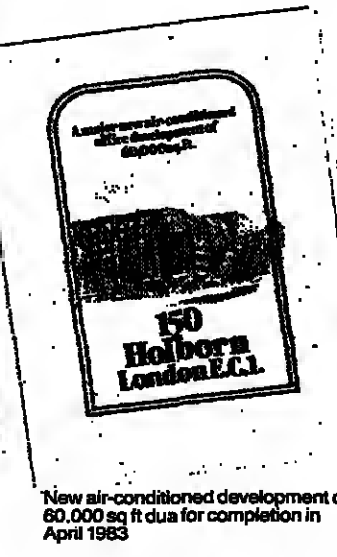 A major new air-conditioned
office development of
60,000 sq.ft.
150
Holborn
London E.C.1.
New air-conditioned development o
60.000 sq ft dua for completion in
April 1983